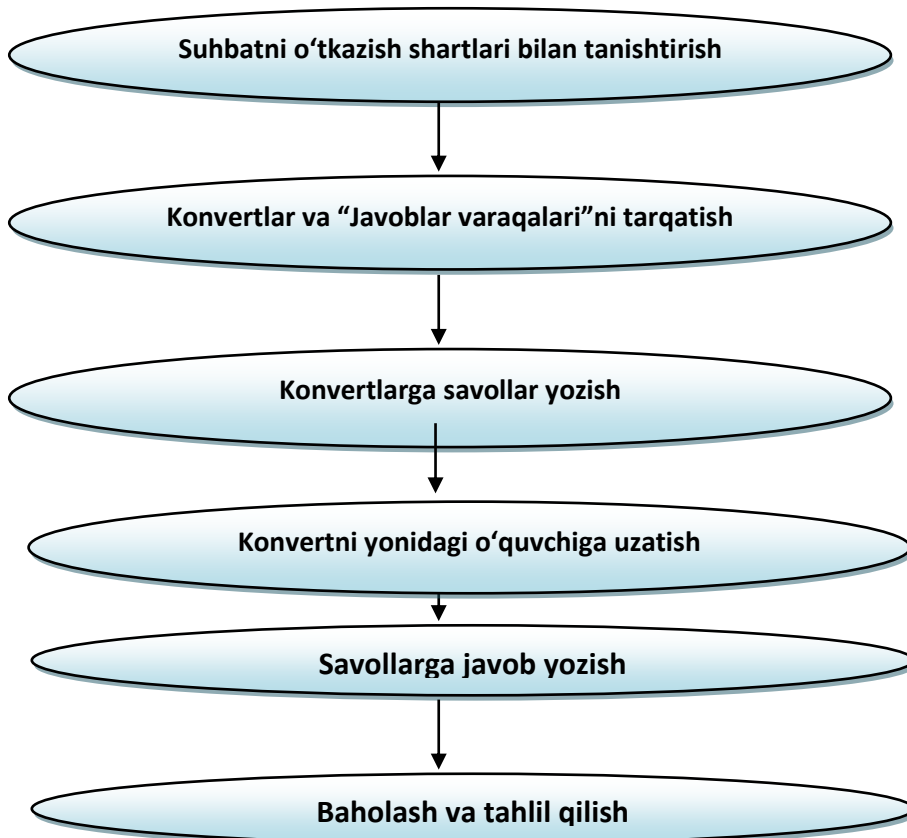 Suhbatni o‘tkazish shartlari bilan tanishtirish
Konvertlar va “Javoblar varaqalari”ni tarqatish
Konvertlarga savollar yozish
Konvertni yonidagi o‘quvchiga uzatish
Savollarga javob yozish
Baholash va tahlil qilish